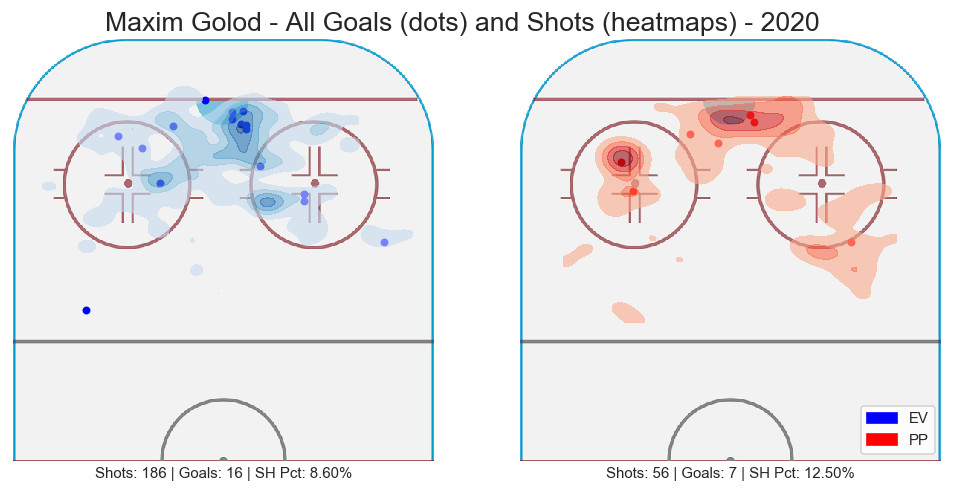 Maxim Golod - All Goals (dots) and Shots (heatmaps) - 2020
EV
PP
Shots: 186 | Goals: 16 | SH Pct: 8.60%
Shots: 56 | Goals: 7 | SH Pct: 12.50%